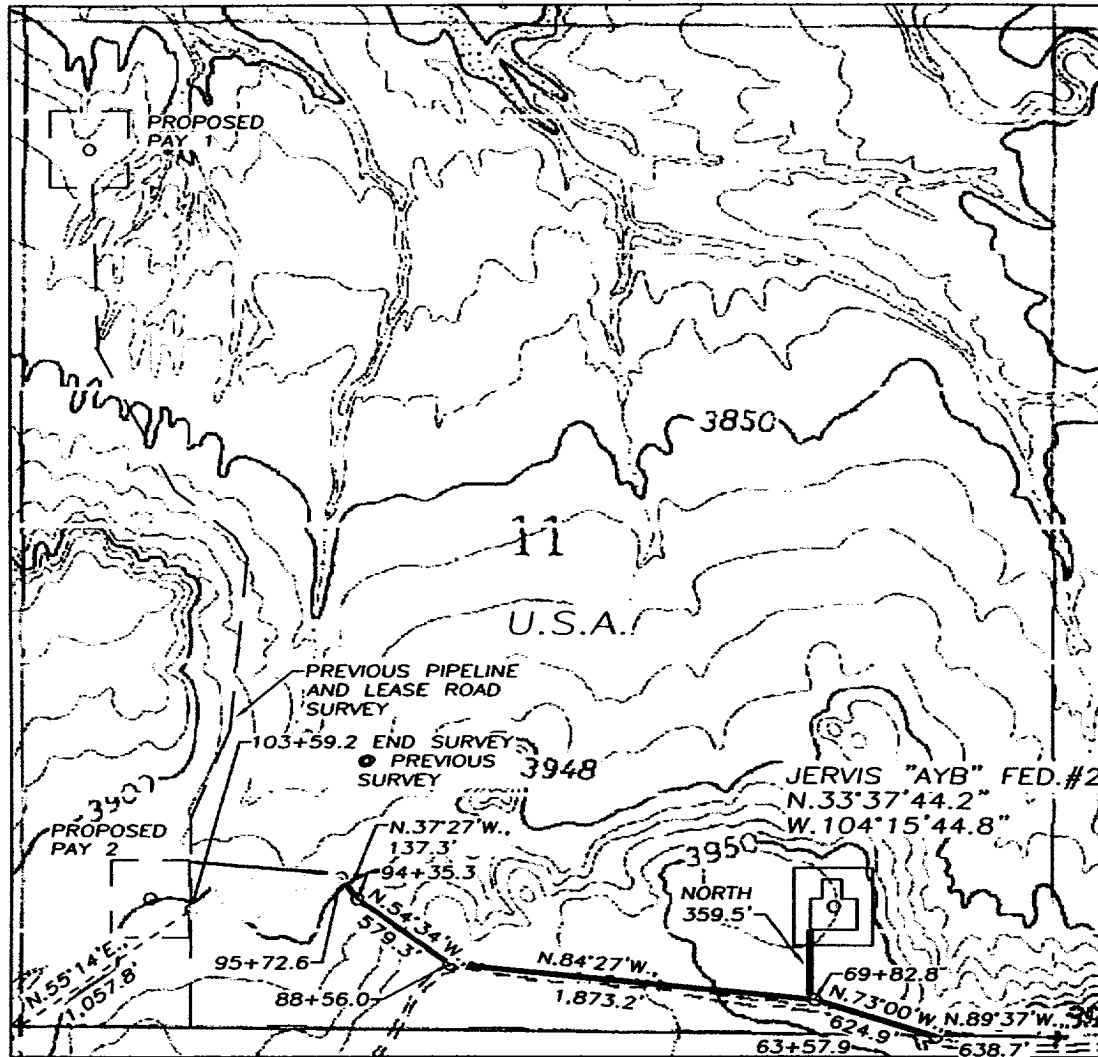 PROPOSED
PAY 1
3850
11
U.S.A.
PREVIOUS PIPELINE
AND LEASE ROAD
SURVEY
103+59.2 END SURVEY
@ PREVIOUS
SURVEY
3948
JERVIS "AYB" FED.#2
N.33°37'44.2"
W.104°15'44.8"
3900
PROPOSED
PAY 2
N.37°27'W.,
137.3'
94+35.3
3950
NORTH
359.5'
N.54°34'W.
579.3'
95+72.6
88+56.0
N.84°27'W.,
1,873.2'
69+82.8
N.55°14'E.,
1,057.8'
N.73°00'W.,
624.9'
63+57.9
N.89°37'W.,
638.7'